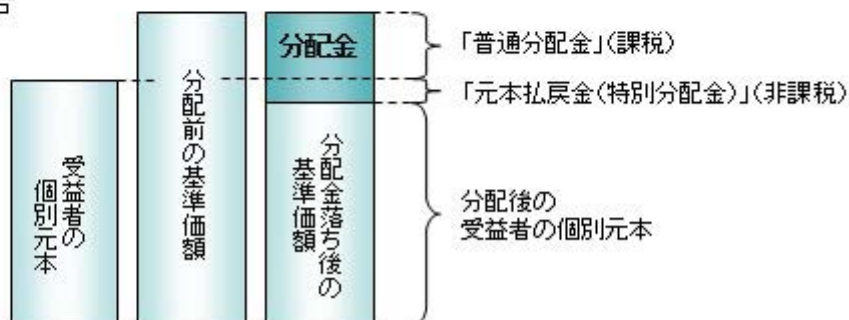 受益者の
個別元本
分配前の基準価額
分配金
分配金落ち後の
基準価額
「普通分配金」(課税)
「元本払戻金(特別分配金)」(非課税)
分配後の
受益者の個別元本